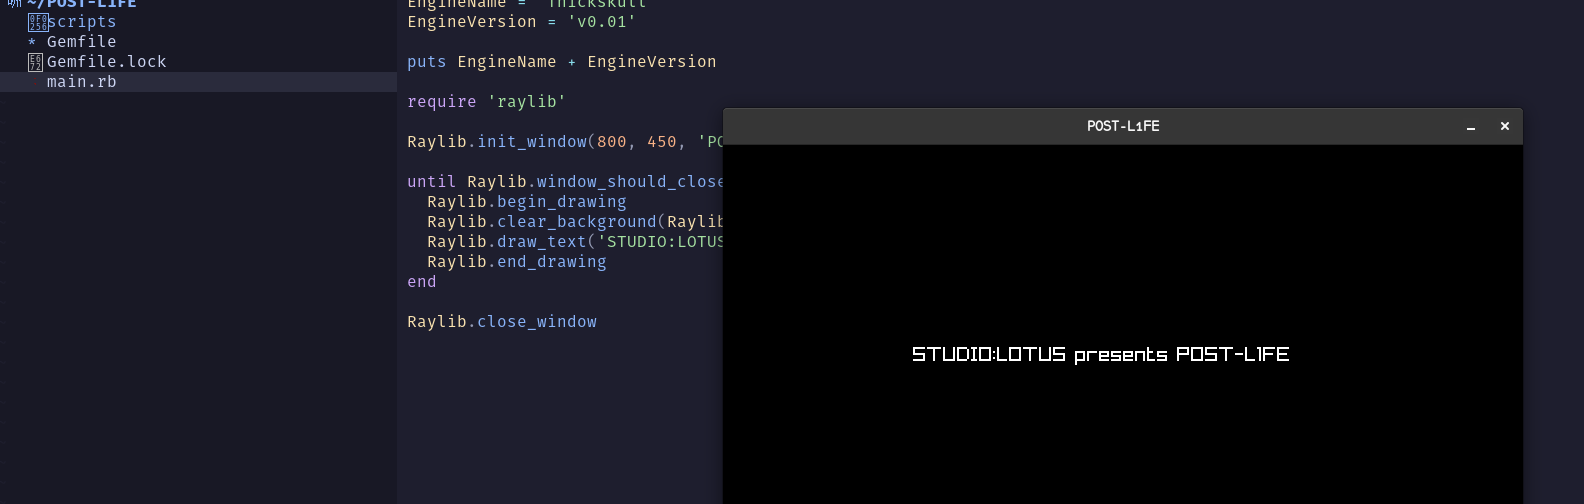 ~/POST-LIFE
scripts
* Gemfile
Gemfile.lock
main.rb
EngineName = 'Thickskull'
EngineVersion = 'v0.01'
puts EngineName + EngineVersion
require 'raylib'
Raylib.init_window(800, 450, 'PO
until Raylib.window_should_close
Raylib.begin_drawing
Raylib.clear_background(Raylib
Raylib.draw_text('STUDIO:LOTUS
Raylib.end_drawing
end
Raylib.close_window
POST-L1FE
STUDIO:LOTUS presents POST-L1FE